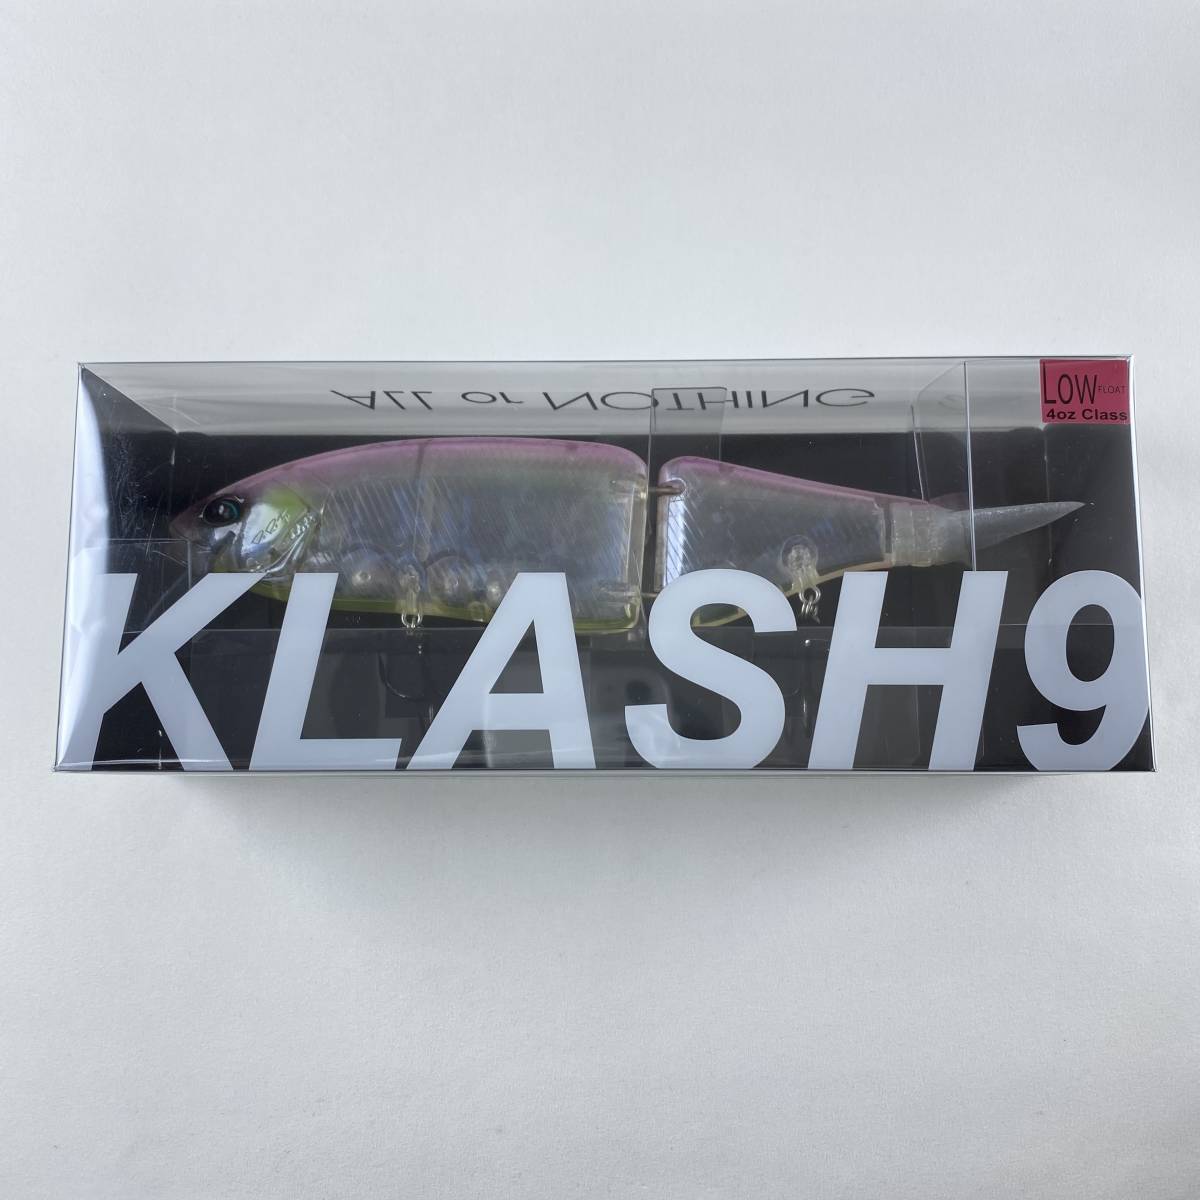 ALL or NOTHING
LOW FLOAT
4oz Class
KLASH9